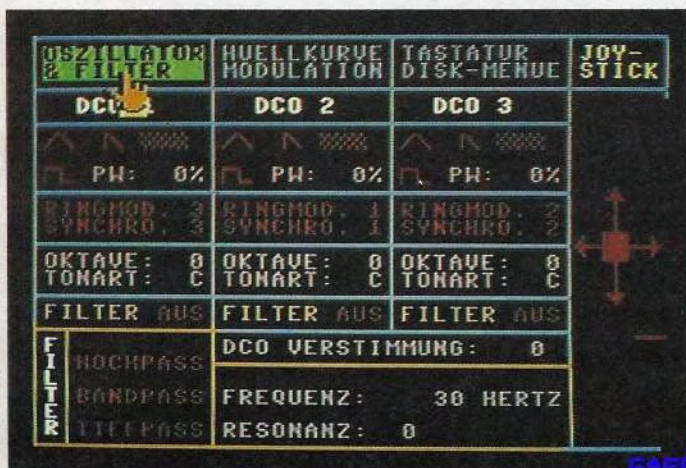 OSZILLATOR & FILTER
HUELLKURVE MODULATION
TASTATUR DISK-MENUE
JOY-STICK
DCO
DCO 2
DCO 3
PW: 0%
PW: 0%
PW: 0%
RINGMOD. 3
SYNCHRO. 3
RINGMOD. 1
SYNCHRO. 1
RINGMOD. 2
SYNCHRO. 2
OKTAVE: 0
TONART: C
OKTAVE: 0
TONART: C
OKTAVE: 0
TONART: C
FILTER AUS
FILTER AUS
FILTER AUS
FILTER
HOCHPASS
BANDPASS
TIEFPASS
DCO VERSTIMMUNG: 0
FREQUENZ: 30 HERTZ
RESONANZ: 0